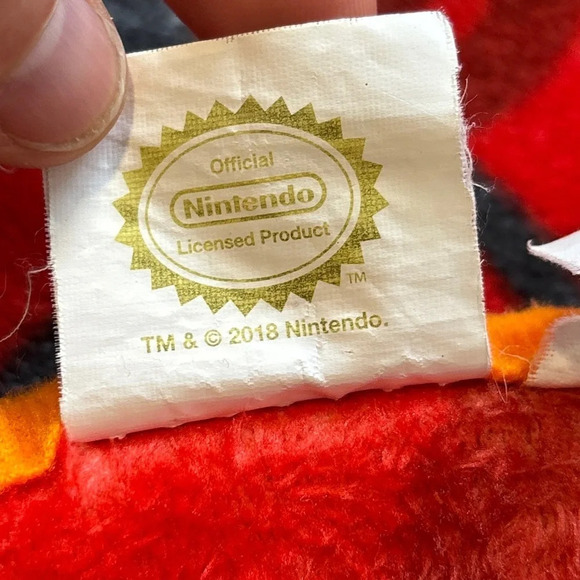 Official
Nintendo
Licensed Product
TM
TM & © 2018 Nintendo.